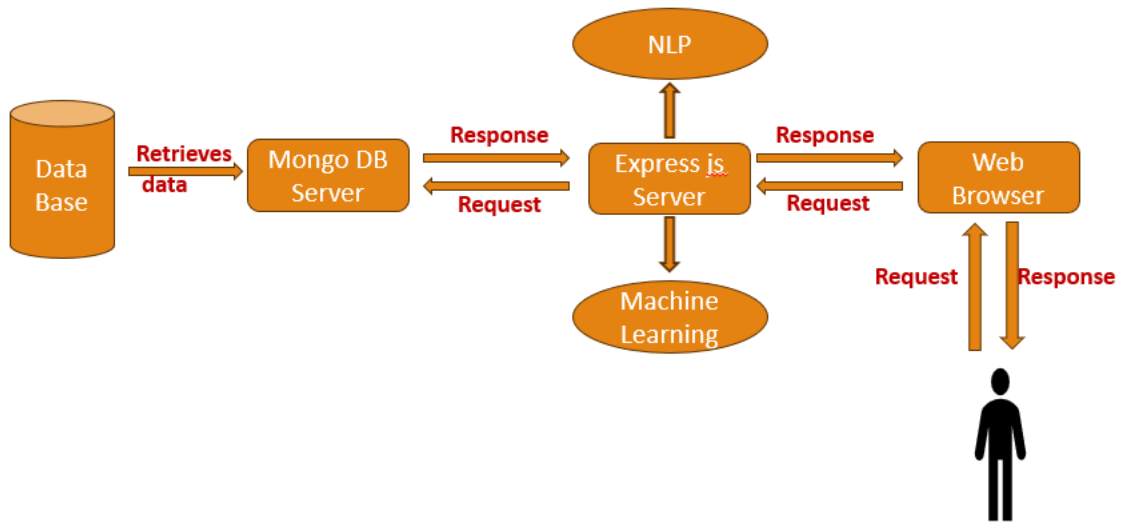 NLP
Data
Base
Retrieves
data
Mongo DB
Server
Response
Request
Express js
Server
Response
Request
Web
Browser
Machine
Learning
Request
Response